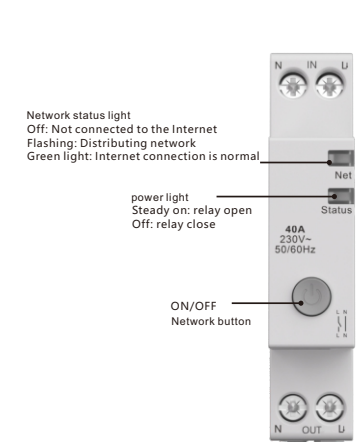 N IN L
Network status light
Off: Not connected to the Internet
Flashing: Distributing network
Green light: Internet connection is normal
Net
power light
Steady on: relay open
Off: relay close
Status
40A
230V~
50/60Hz
ON/OFF
Network button
L N
L N
N OUT L